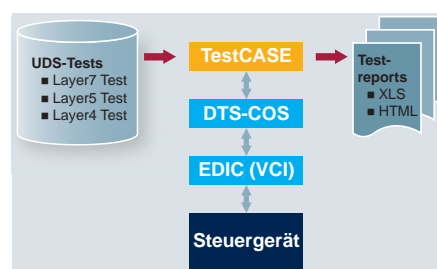 UDS-Tests
■ Layer7 Test
■ Layer5 Test
■ Layer4 Test
TestCASE
DTS-COS
EDIC (VCI)
Steuergerät
Test-
reports
■ XLS
■ HTML